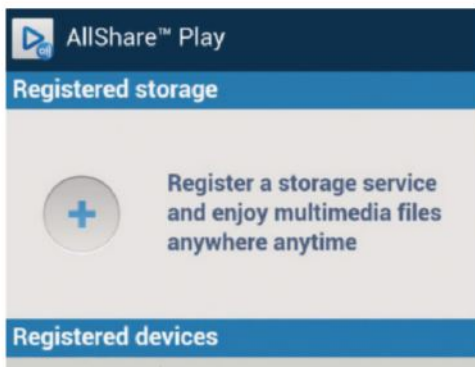 AllShare™ Play
Registered storage
Register a storage service
and enjoy multimedia files
anywhere anytime
Registered devices